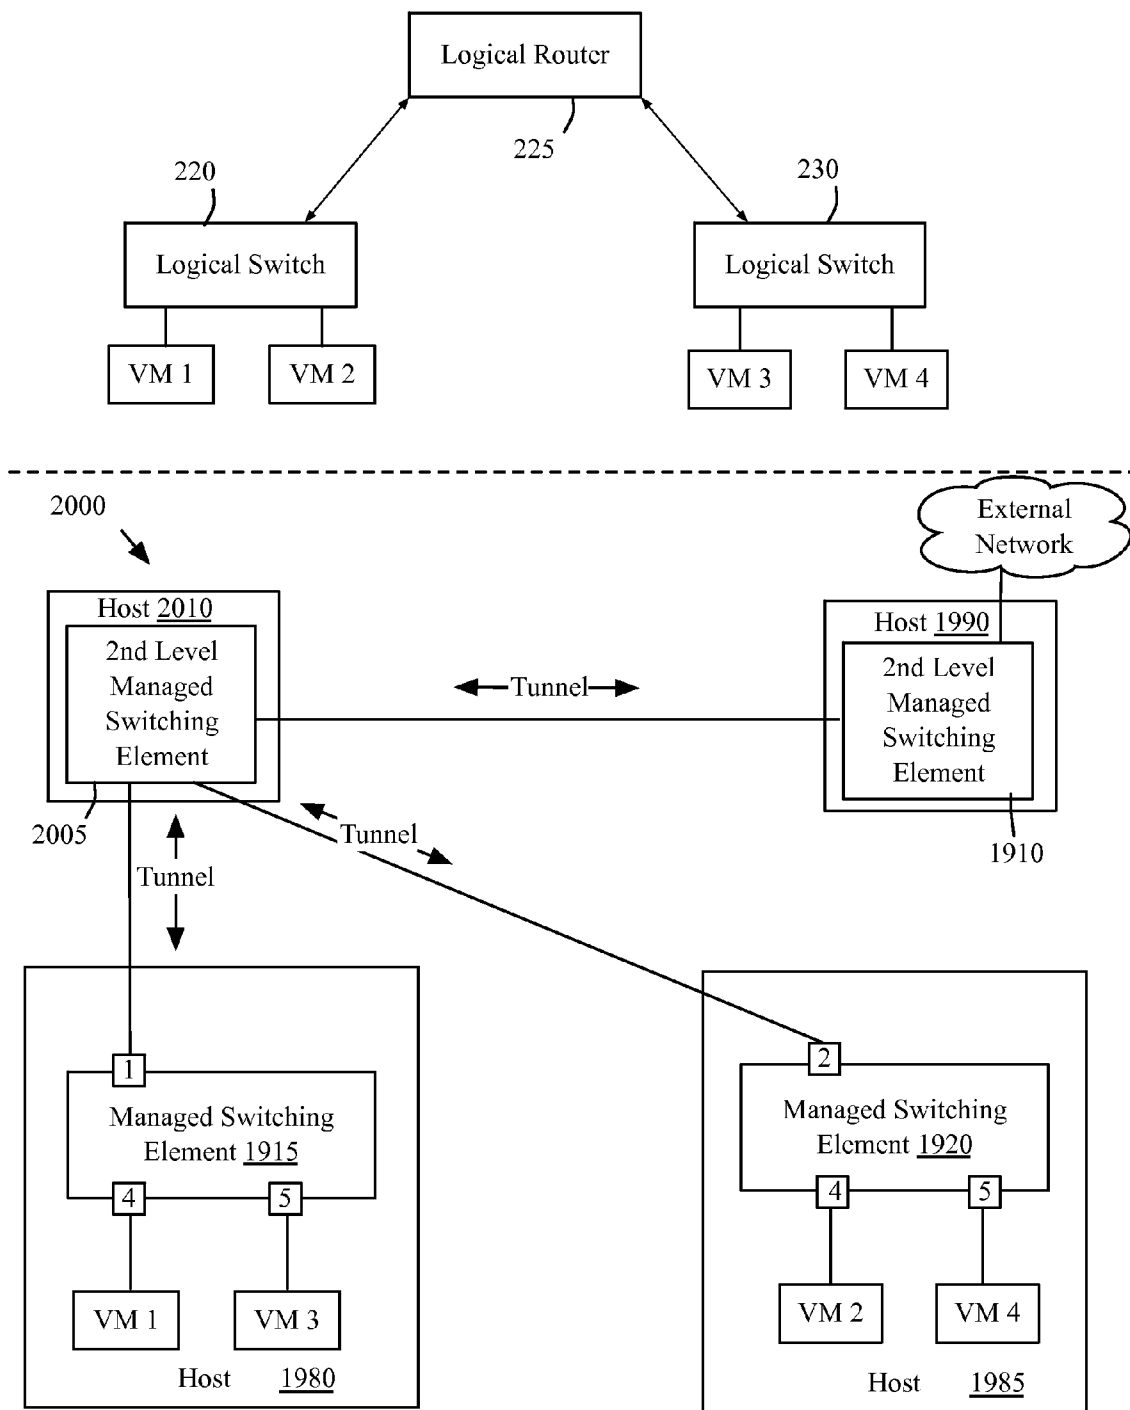 Logical Router
225
220
230
Logical Switch
Logical Switch
VM 1
VM 2
VM 3
VM 4
2000
External
Network
Host 2010
2nd Level
Managed
Switching
Element
2005
Host 1990
2nd Level
Managed
Switching
Element
1910
Tunnel
Tunnel
Tunnel
1
Managed Switching
Element 1915
4
5
VM 1
VM 3
Host 1980
2
Managed Switching
Element 1920
4
5
VM 2
VM 4
Host 1985